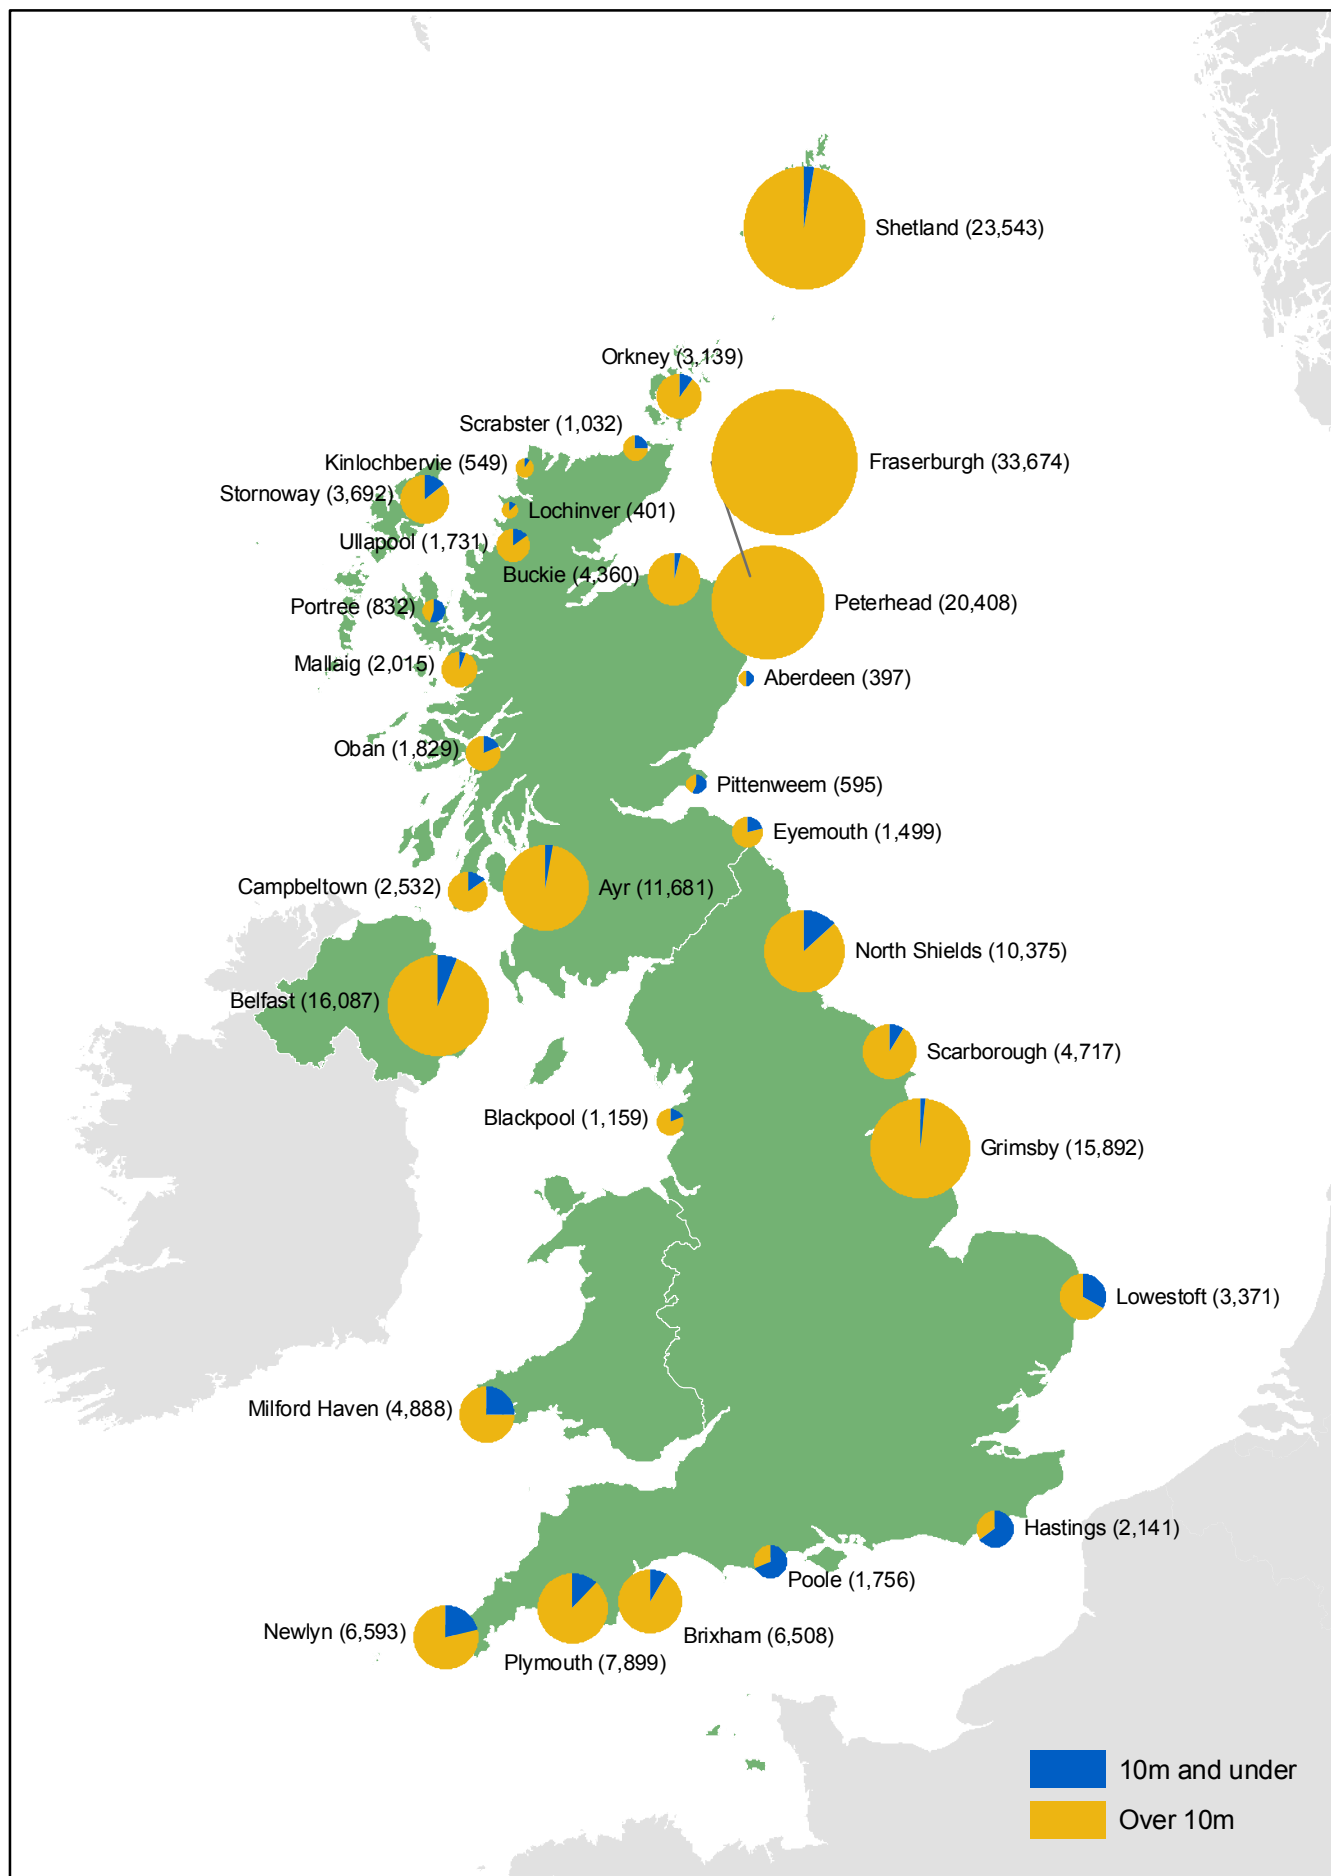 Shetland (23,543)
Orkney (3,139)
Scrabster (1,032)
Kinlochbervie (549)
Fraserburgh (33,674)
Stornoway (3,692)
Lochinver (401)
Ullapool (1,731)
Buckie (4,360)
Peterhead (20,408)
Portree (832)
Mallaig (2,015)
Aberdeen (397)
Oban (1,829)
Pittenweem (595)
Eyemouth (1,499)
Campbeltown (2,532)
Ayr (11,681)
North Shields (10,375)
Belfast (16,087)
Scarborough (4,717)
Blackpool (1,159)
Grimsby (15,892)
Lowestoft (3,371)
Milford Haven (4,888)
Hastings (2,141)
Poole (1,756)
Newlyn (6,593)
Brixham (6,508)
Plymouth (7,899)
10m and under
Over 10m